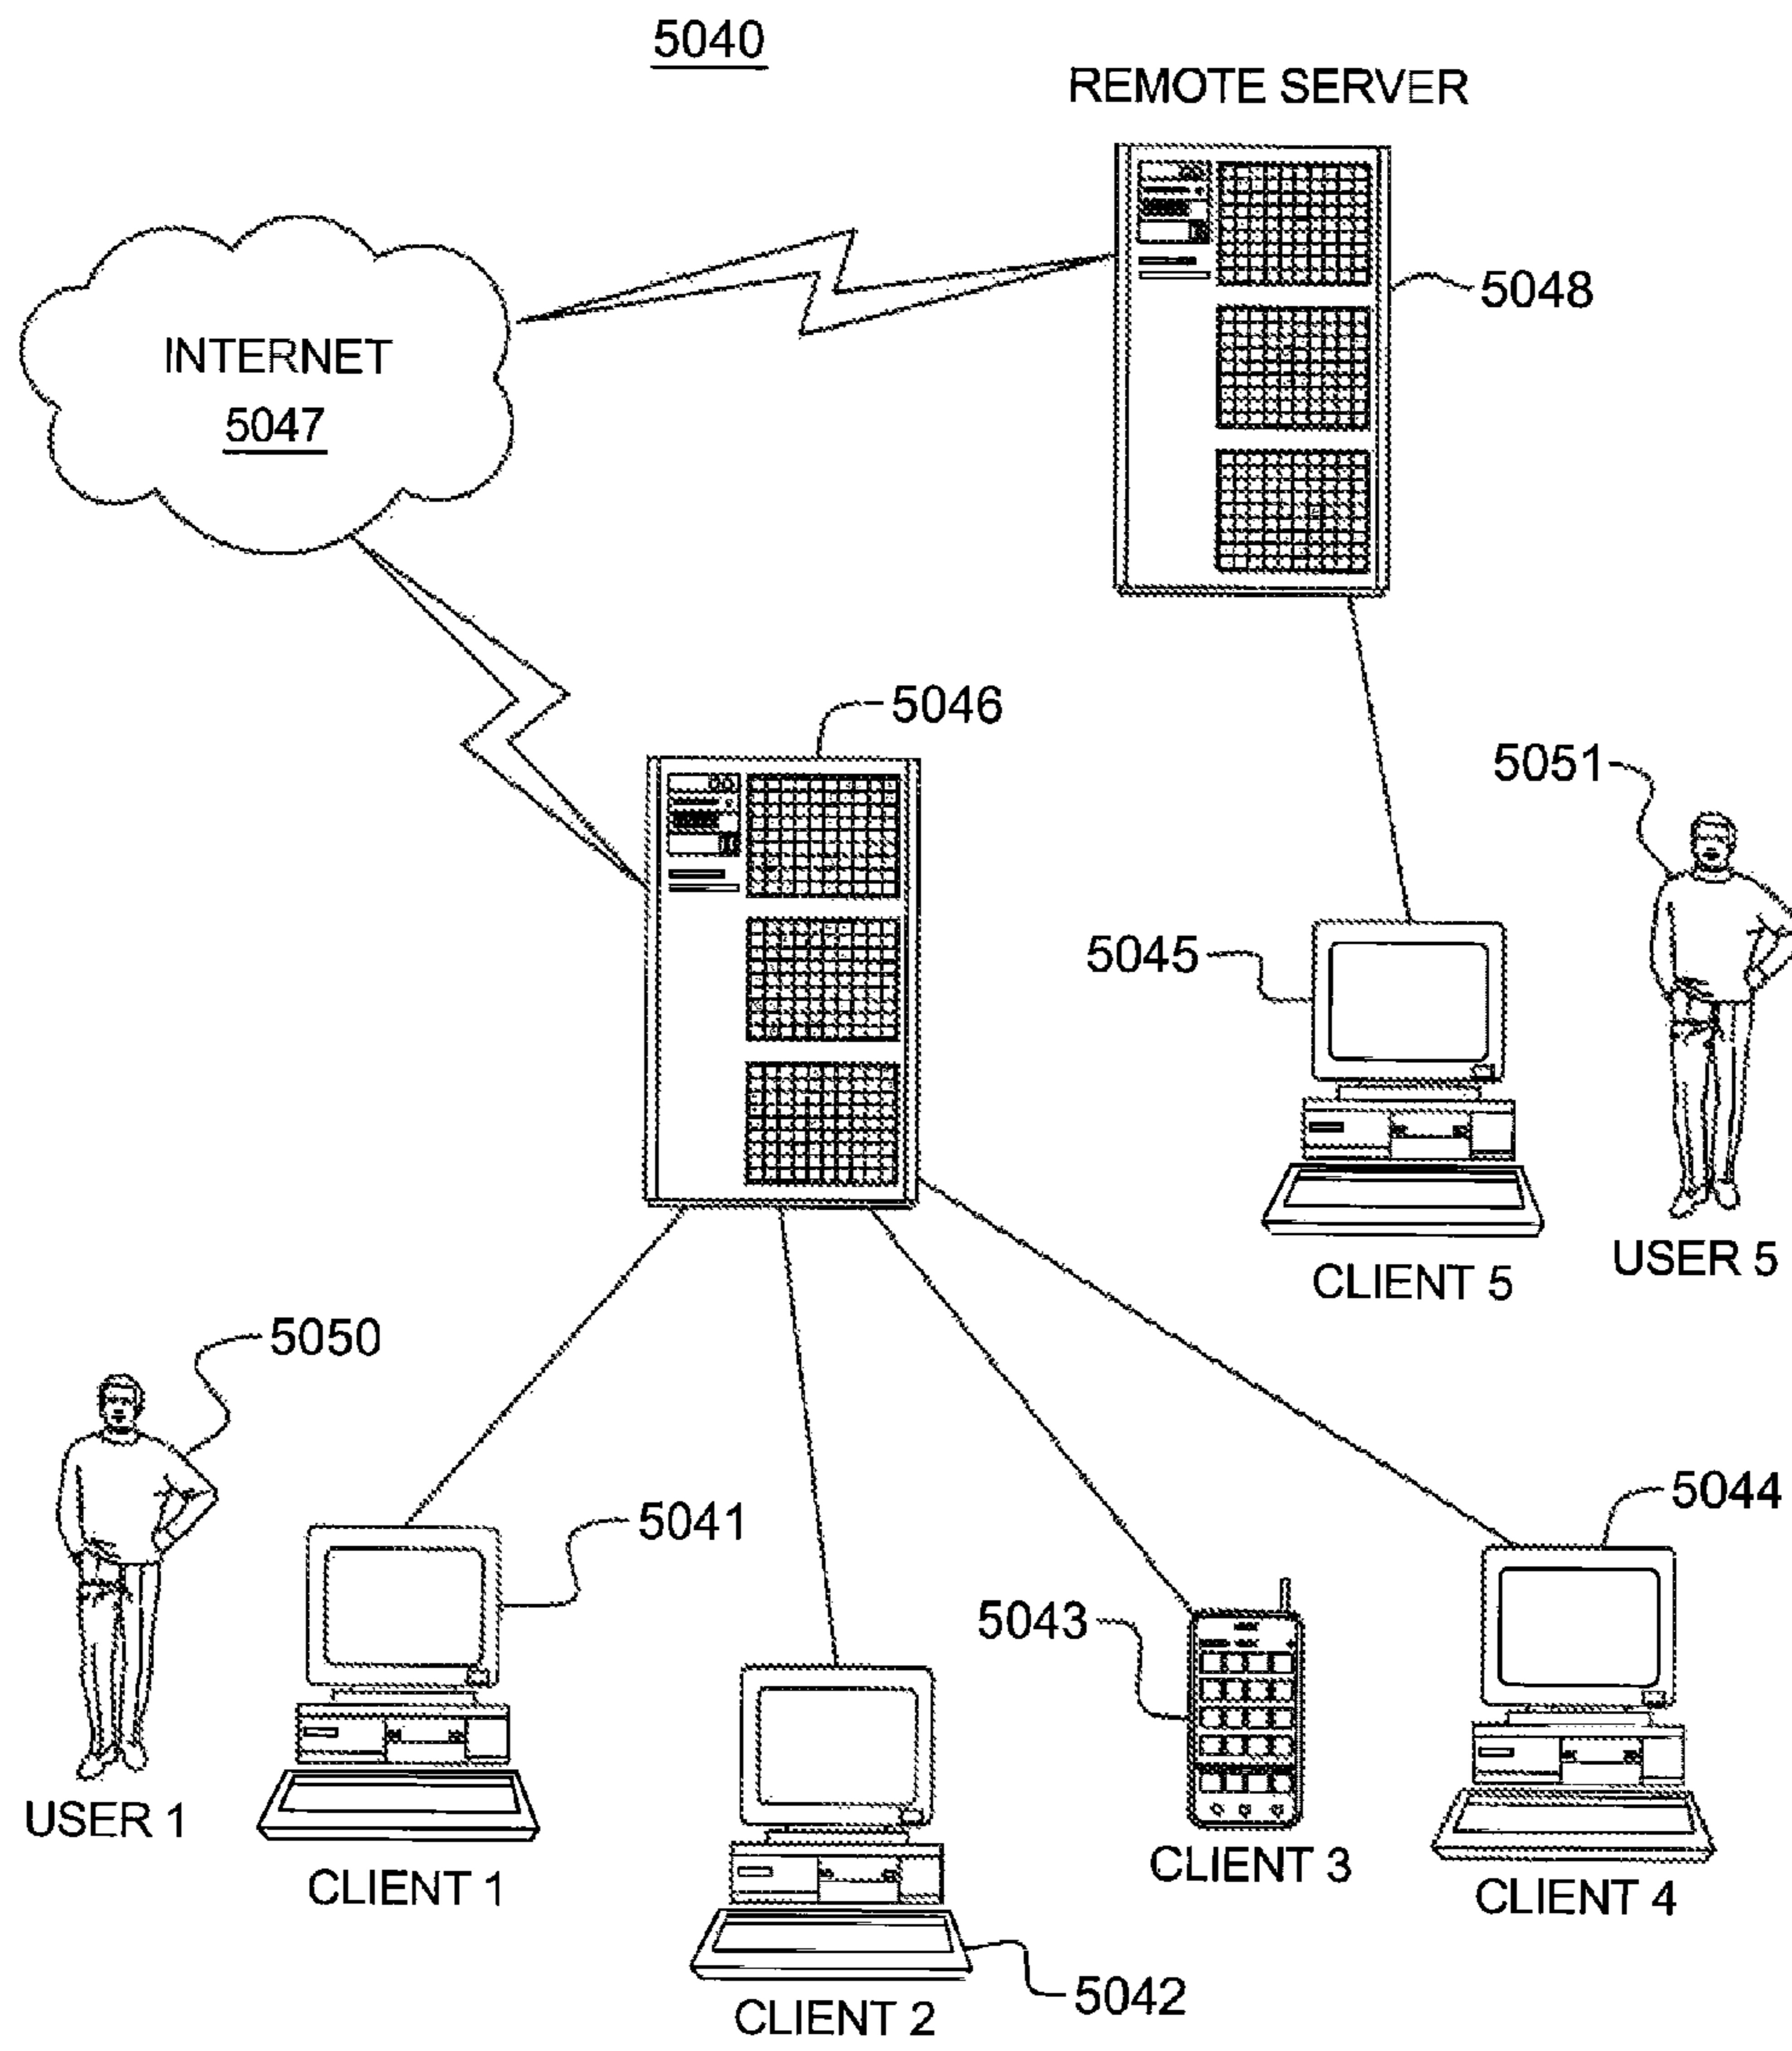 5040
REMOTE SERVER
5048
INTERNET
5047
5046
5051
5045
USER 5
CLIENT 5
5050
5044
5041
5043
USER 1
CLIENT 3
CLIENT 1
CLIENT 4
5042
CLIENT 2